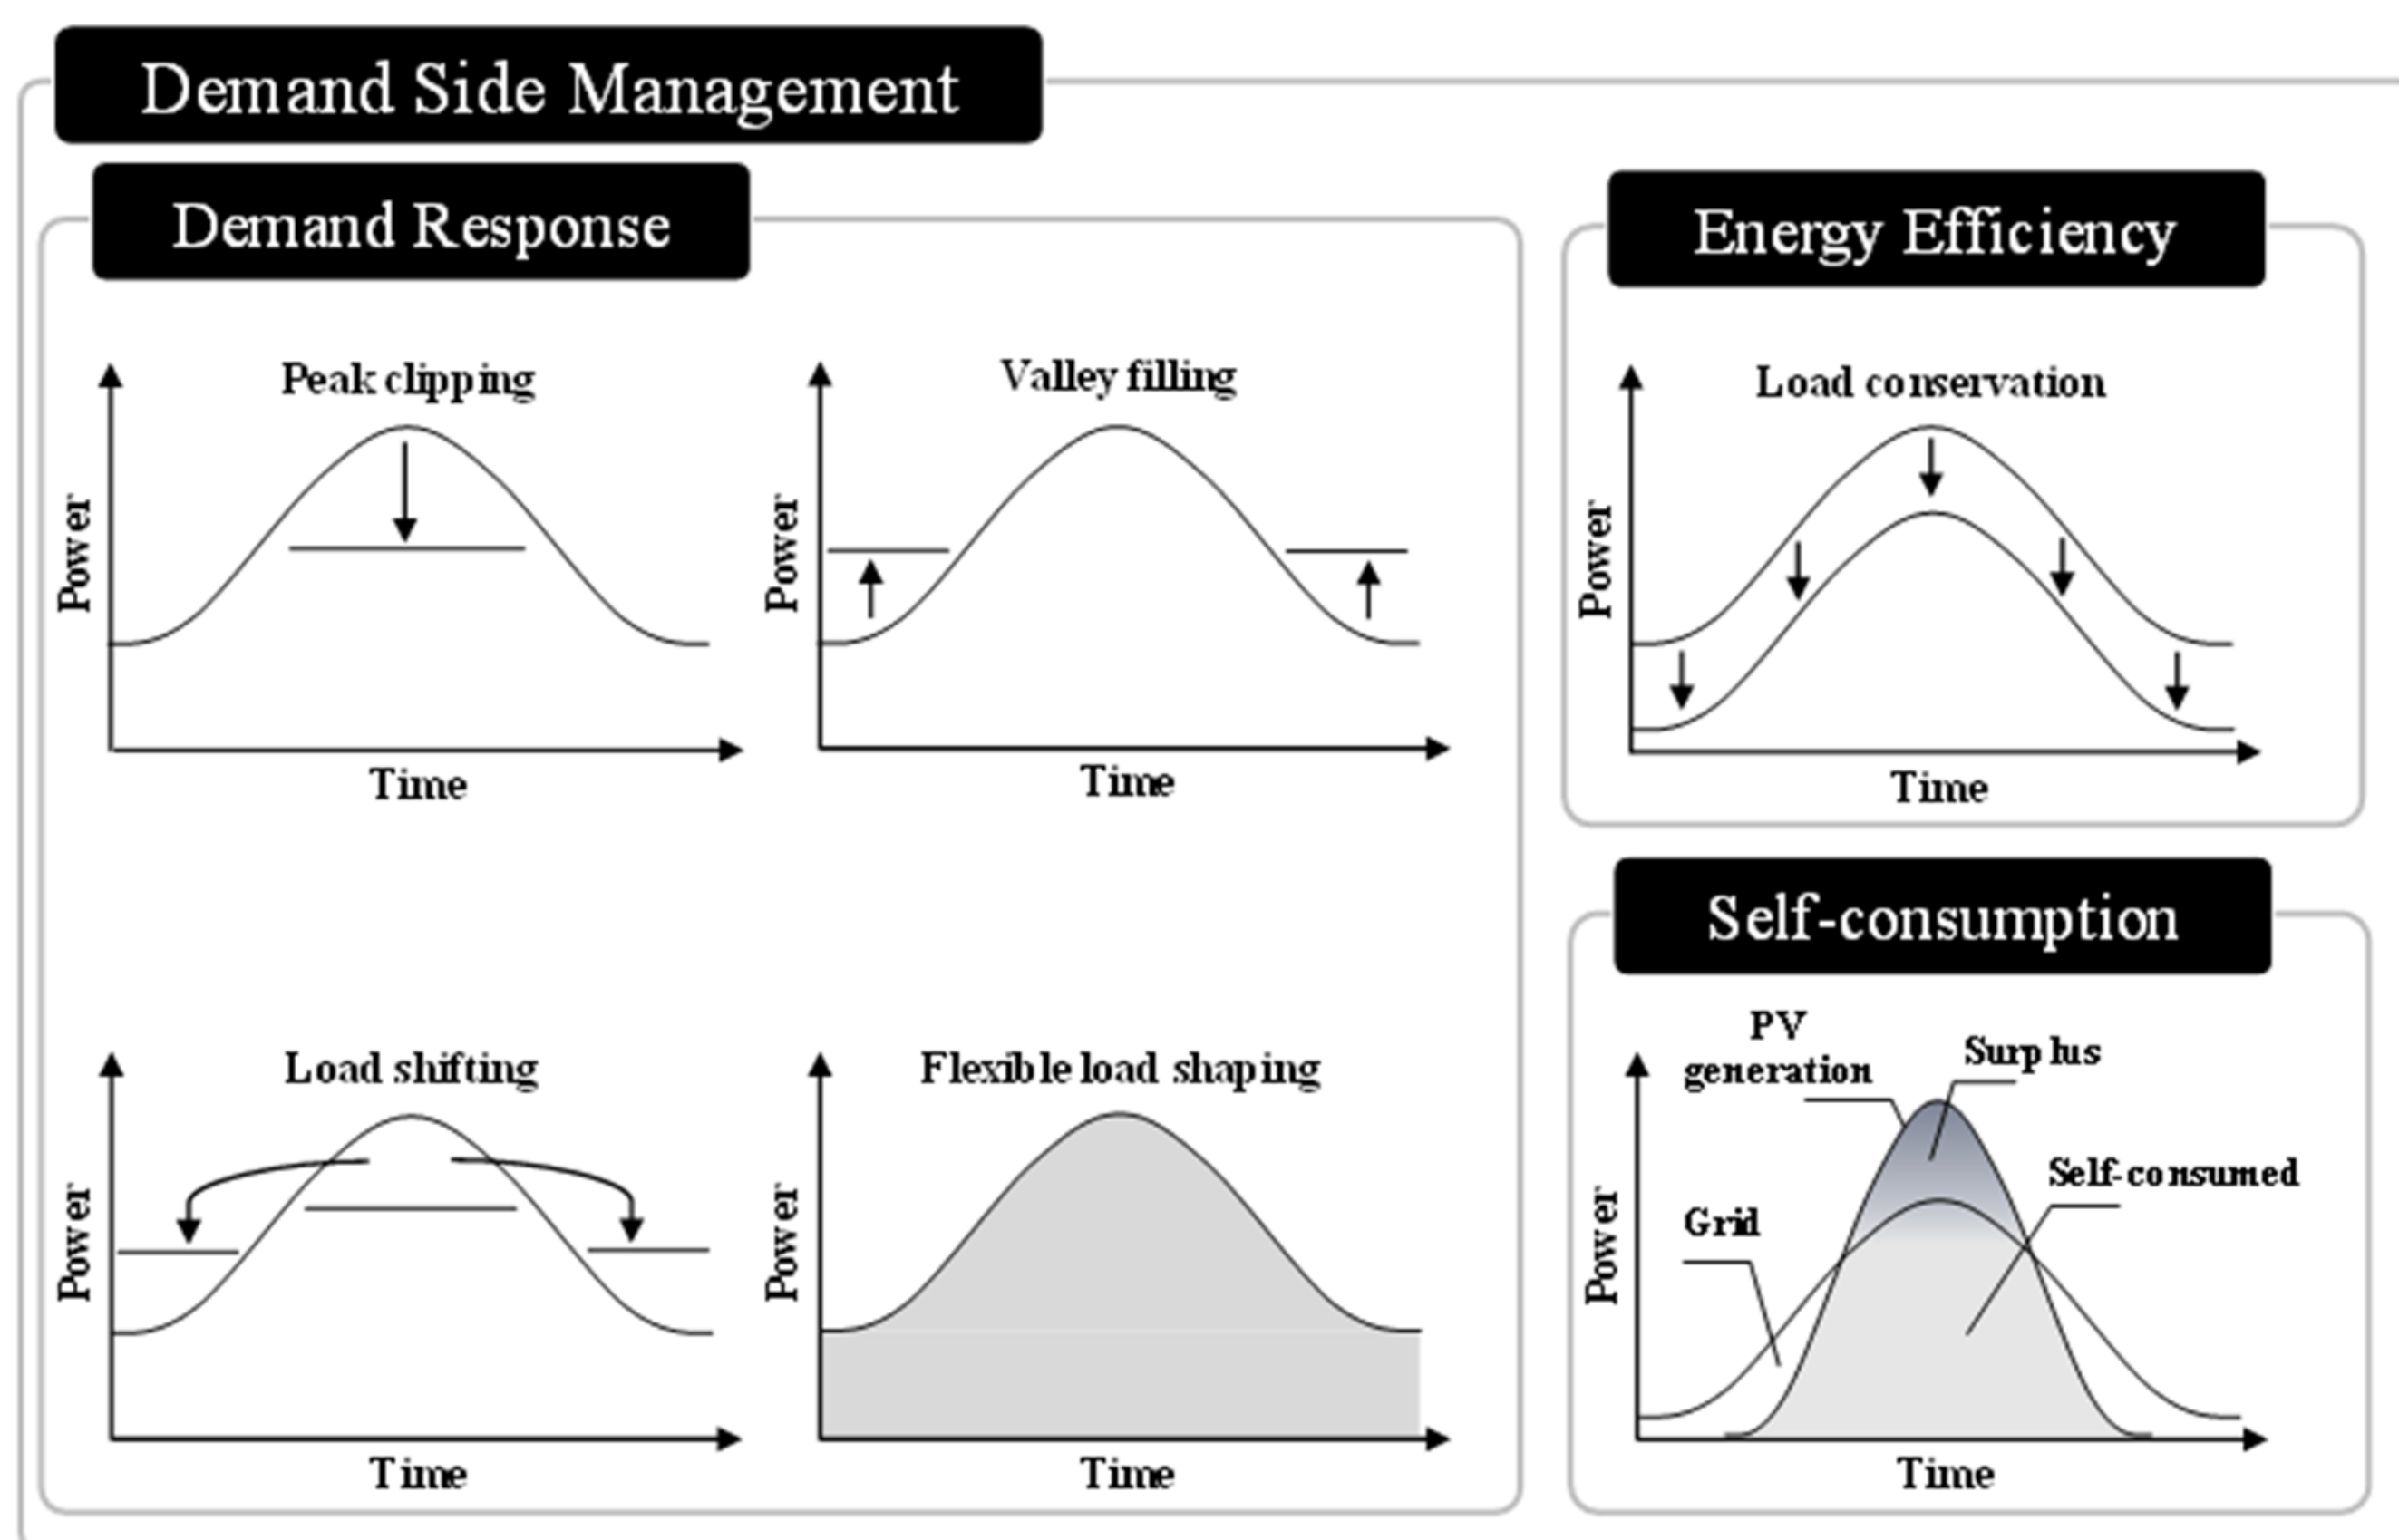 Demand Side Management
Demand Response
Peak clipping
Power
Time
Valley filling
Power
Time
Load shifting
Power
Time
Flexible load shaping
Power
Time
Energy Efficiency
Load conservation
Power
Time
Self-consumption
PV
generation
Surplus
Self-consumed
Grid
Power
Time